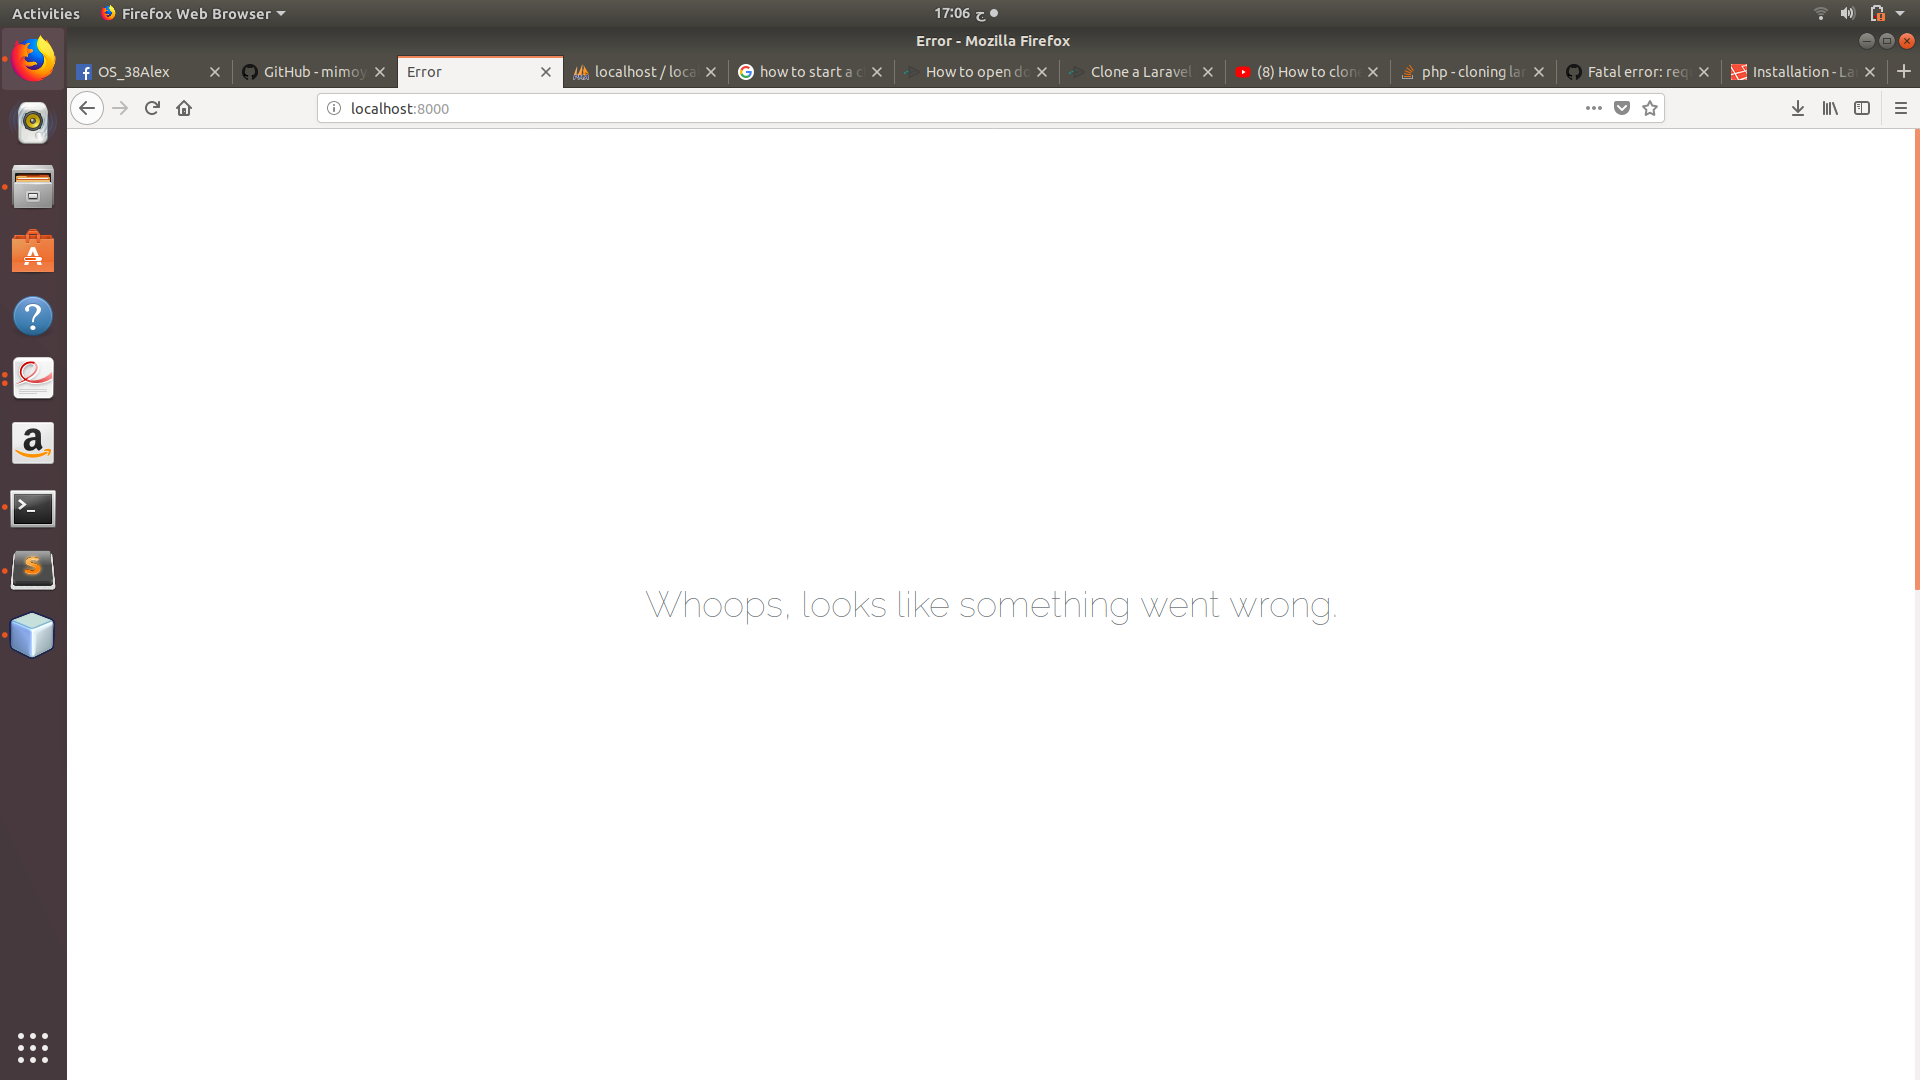 Activities
Firefox Web Browser
17:06 ح
Error - Mozilla Firefox
OS_38Alex
GitHub - mimoy
Error
localhost / loca
how to start a c
How to open do
Clone a Laravel
(8) How to clon
php - cloning lar
Fatal error: req
Installation - La
localhost:8000
Whoops, looks like something went wrong.